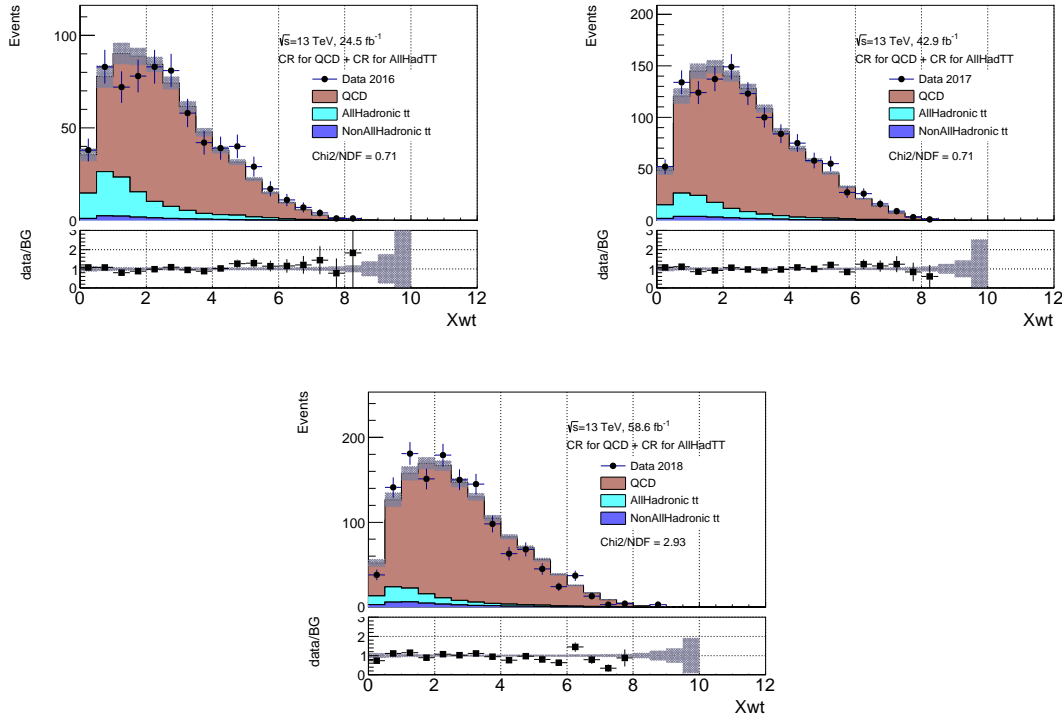 Events
100
50
0
√s=13 TeV, 24.5 fb⁻¹
CR for QCD + CR for AllHadTT
Data 2016
QCD
AllHadronic tt
NonAllHadronic tt
Chi2/NDF = 0.71
data/BG
3
2
1
0
0 2 4 6 8 10 12
Xwt
Events
200
150
100
50
0
√s=13 TeV, 42.9 fb⁻¹
CR for QCD + CR for AllHadTT
Data 2017
QCD
AllHadronic tt
NonAllHadronic tt
Chi2/NDF = 0.71
data/BG
3
2
1
0
0 2 4 6 8 10 12
Xwt
Events
200
100
0
√s=13 TeV, 58.6 fb⁻¹
CR for QCD + CR for AllHadTT
Data 2018
QCD
AllHadronic tt
NonAllHadronic tt
Chi2/NDF = 2.93
data/BG
3
2
1
0
0 2 4 6 8 10 12
Xwt